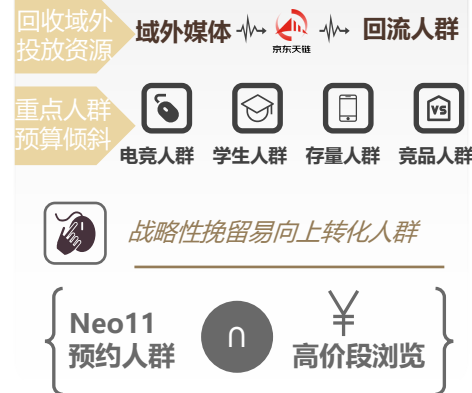 回收域外
投放资源
域外媒体 京东天链 回流人群
重点人群
预算倾斜
VS
电竞人群 学生人群 存量人群 竞品人群
战略性挽留易向上转化人群
Neo11
预约人群
∩
¥
高价段浏览